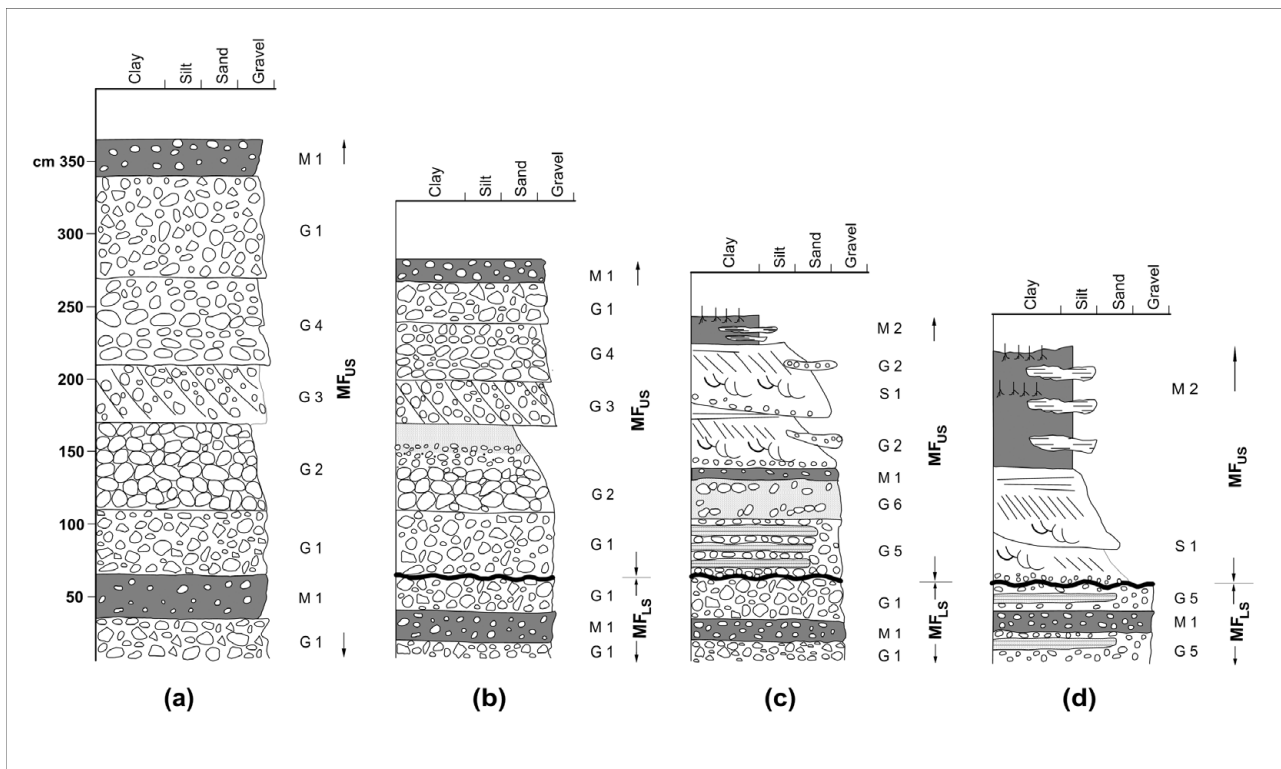 Clay Silt Sand Gravel
cm 350
300
250
200
150
100
50
M 1
G 1
G 4
G 3
G 2
G 1
M 1
G 1
MFUS
(a)
Clay Silt Sand Gravel
M 1
G 1
G 4
G 3
G 2
G 1
G 1
M 1
G 1
MFUS
MFLS
(b)
Clay Silt Sand Gravel
M 2
G 2
S 1
G 2
M 1
G 6
G 5
G 1
M 1
G 1
MFUS
MFLS
(c)
Clay Silt Sand Gravel
M 2
S 1
G 5
M 1
G 5
MFUS
MFLS
(d)